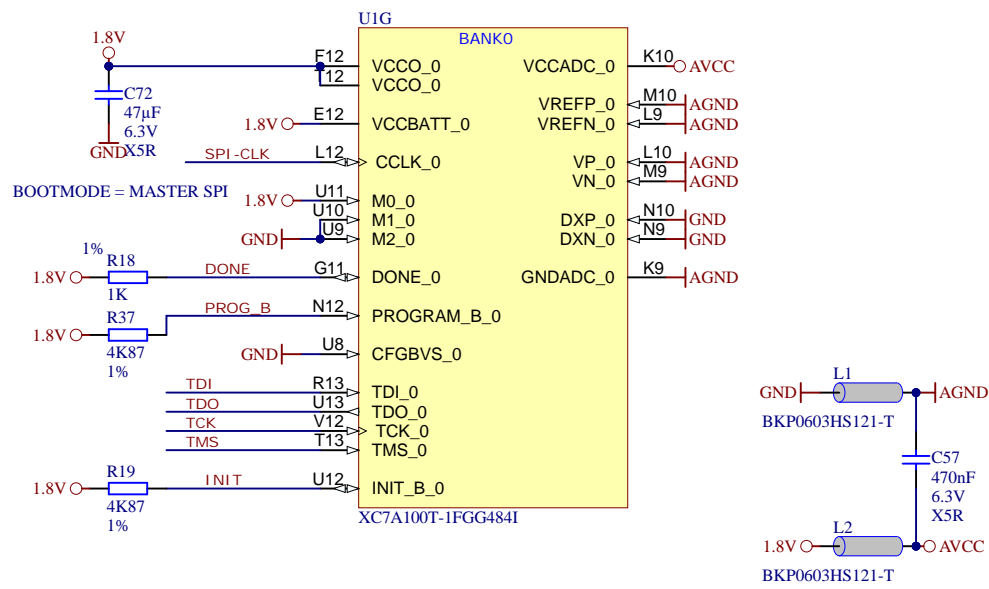 U1G
BANK0
1.8V
F12
VCCO_0
T12
VCCO_0
C72
47µF
6.3V
X5R
GND
1.8V
E12
VCCBATT_0
SPI-CLK
L12
CCLK_0
BOOTMODE = MASTER SPI
1.8V
U11
M0_0
U10
M1_0
GND
U9
M2_0
1%
1.8V
R18
1K
DONE
G11
DONE_0
1.8V
R37
4K87
1%
PROG_B
N12
PROGRAM_B_0
GND
U8
CFGBVS_0
TDI
R13
TDI_0
TDO
U13
TDO_0
TCK
V12
TCK_0
TMS
T13
TMS_0
1.8V
R19
4K87
1%
INIT
U12
INIT_B_0
XC7A100T-1FGG484I
VCCADC_0
K10
AVCC
VREFP_0
M10
AGND
VREFN_0
L9
AGND
VP_0
L10
AGND
VN_0
M9
AGND
DXP_0
N10
GND
DXN_0
N9
GND
GNDADC_0
K9
AGND
L1
GND
AGND
BKP0603HS121-T
C57
470nF
6.3V
X5R
L2
1.8V
AVCC
BKP0603HS121-T